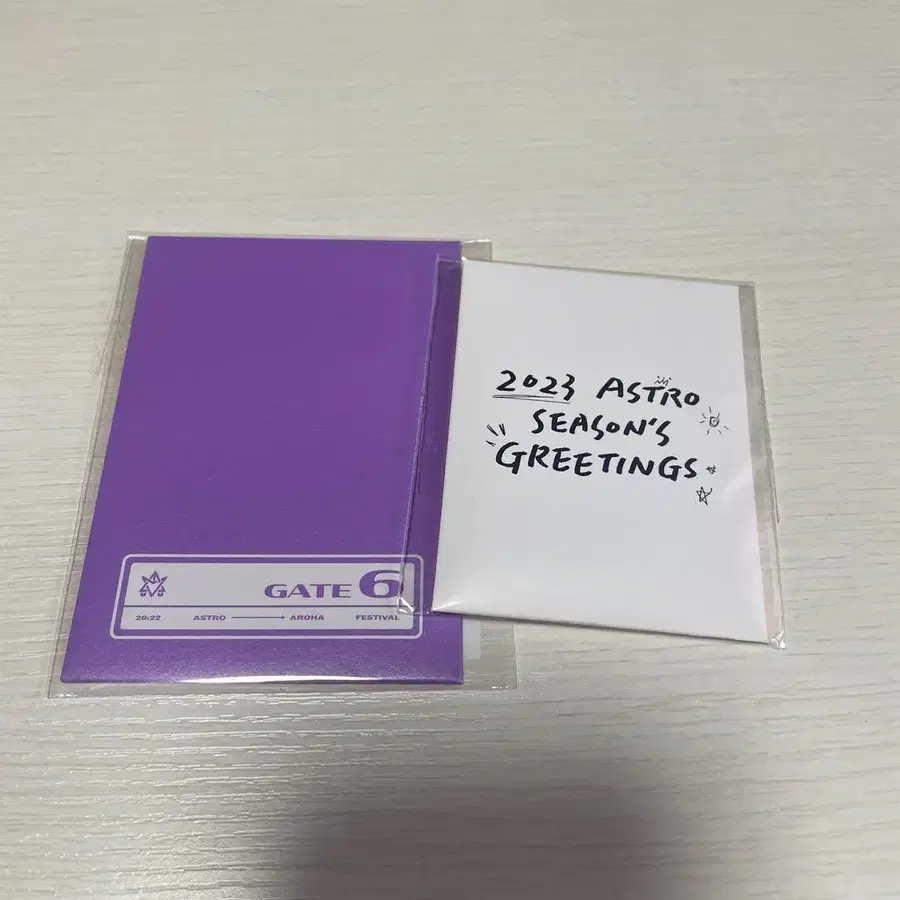 GATE 6
20:22 ASTRO AROHA FESTIVAL
2023 ASTRO
SEASON'S
GREETINGS